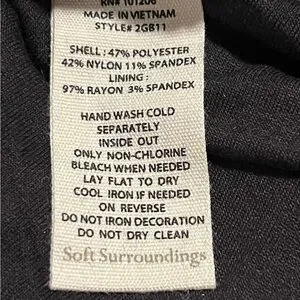 RN# 101206
MADE IN VIETNAM
STYLE# 2GB11
SHELL : 47% POLYESTER
42% NYLON 11% SPANDEX
LINING :
97% RAYON 3% SPANDEX
HAND WASH COLD
SEPARATELY
INSIDE OUT
ONLY NON-CHLORINE
BLEACH WHEN NEEDED
LAY FLAT TO DRY
COOL IRON IF NEEDED
ON REVERSE
DO NOT IRON DECORATION
DO NOT DRY CLEAN
Soft Surroundings